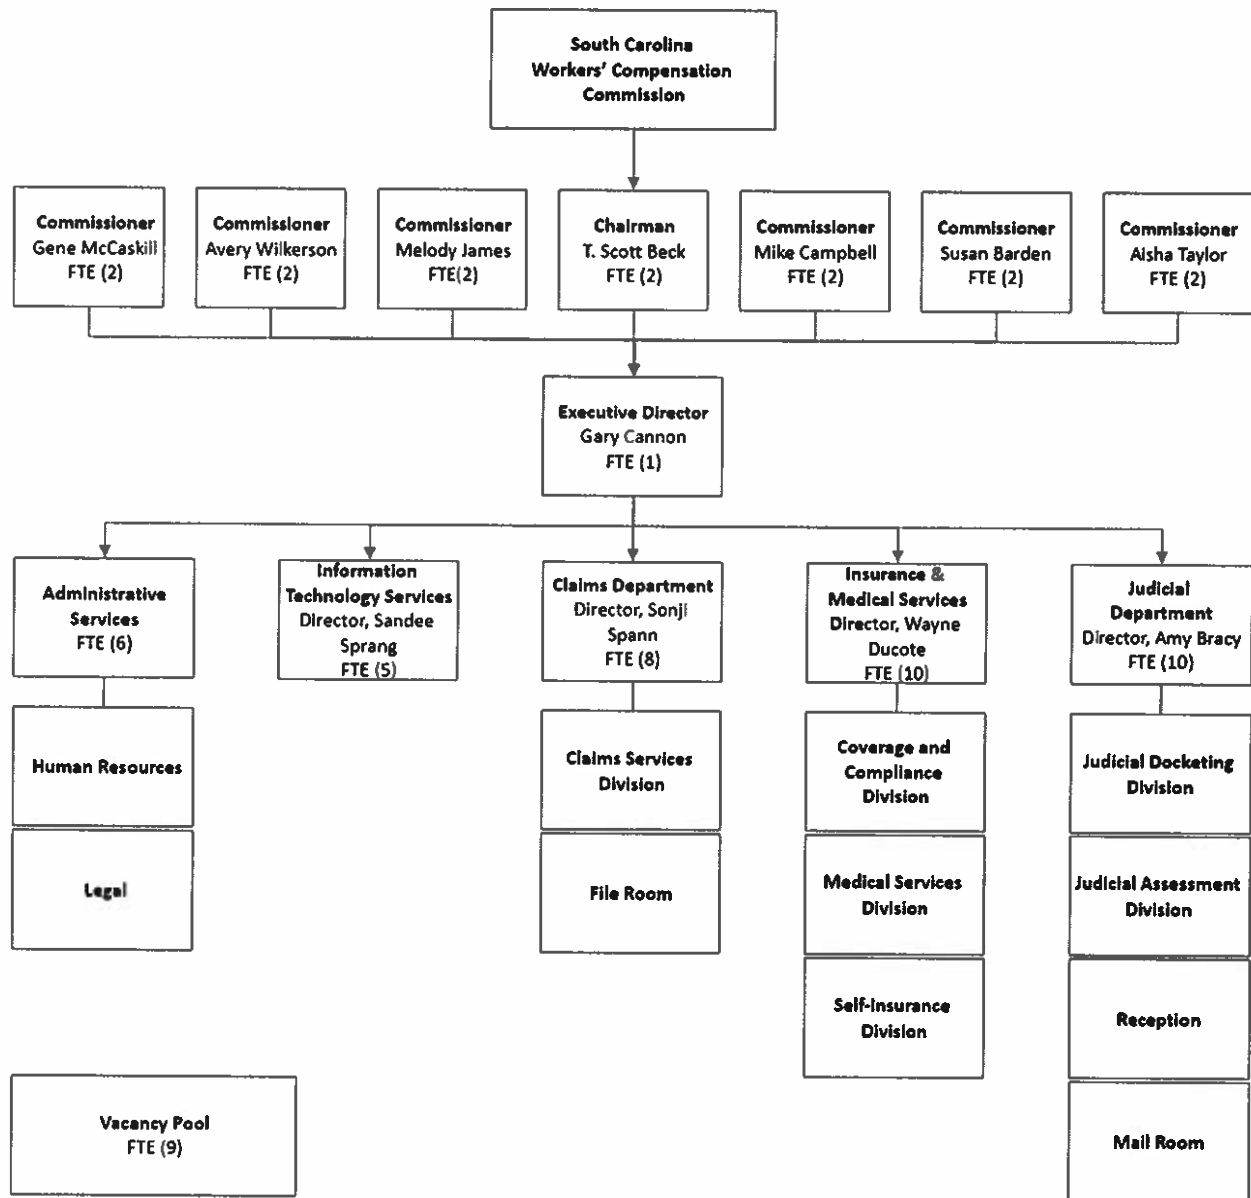 South Carolina
Workers' Compensation
Commission
Commissioner
Gene McCaskill
FTE (2)
Commissioner
Avery Wilkerson
FTE (2)
Commissioner
Melody James
FTE(2)
Chairman
T. Scott Beck
FTE (2)
Commissioner
Mike Campbell
FTE (2)
Commissioner
Susan Barden
FTE (2)
Commissioner
Aisha Taylor
FTE (2)
Executive Director
Gary Cannon
FTE (1)
Administrative
Services
FTE (6)
Information
Technology Services
Director, Sandee
Sprang
FTE (5)
Claims Department
Director, Sonji
Spann
FTE (8)
Insurance &
Medical Services
Director, Wayne
Ducote
FTE (10)
Judicial
Department
Director, Amy Bracy
FTE (10)
Human Resources
Legal
Claims Services
Division
File Room
Coverage and
Compliance
Division
Medical Services
Division
Self-Insurance
Division
Judicial Docketing
Division
Judicial Assessment
Division
Reception
Mail Room
Vacancy Pool
FTE (9)